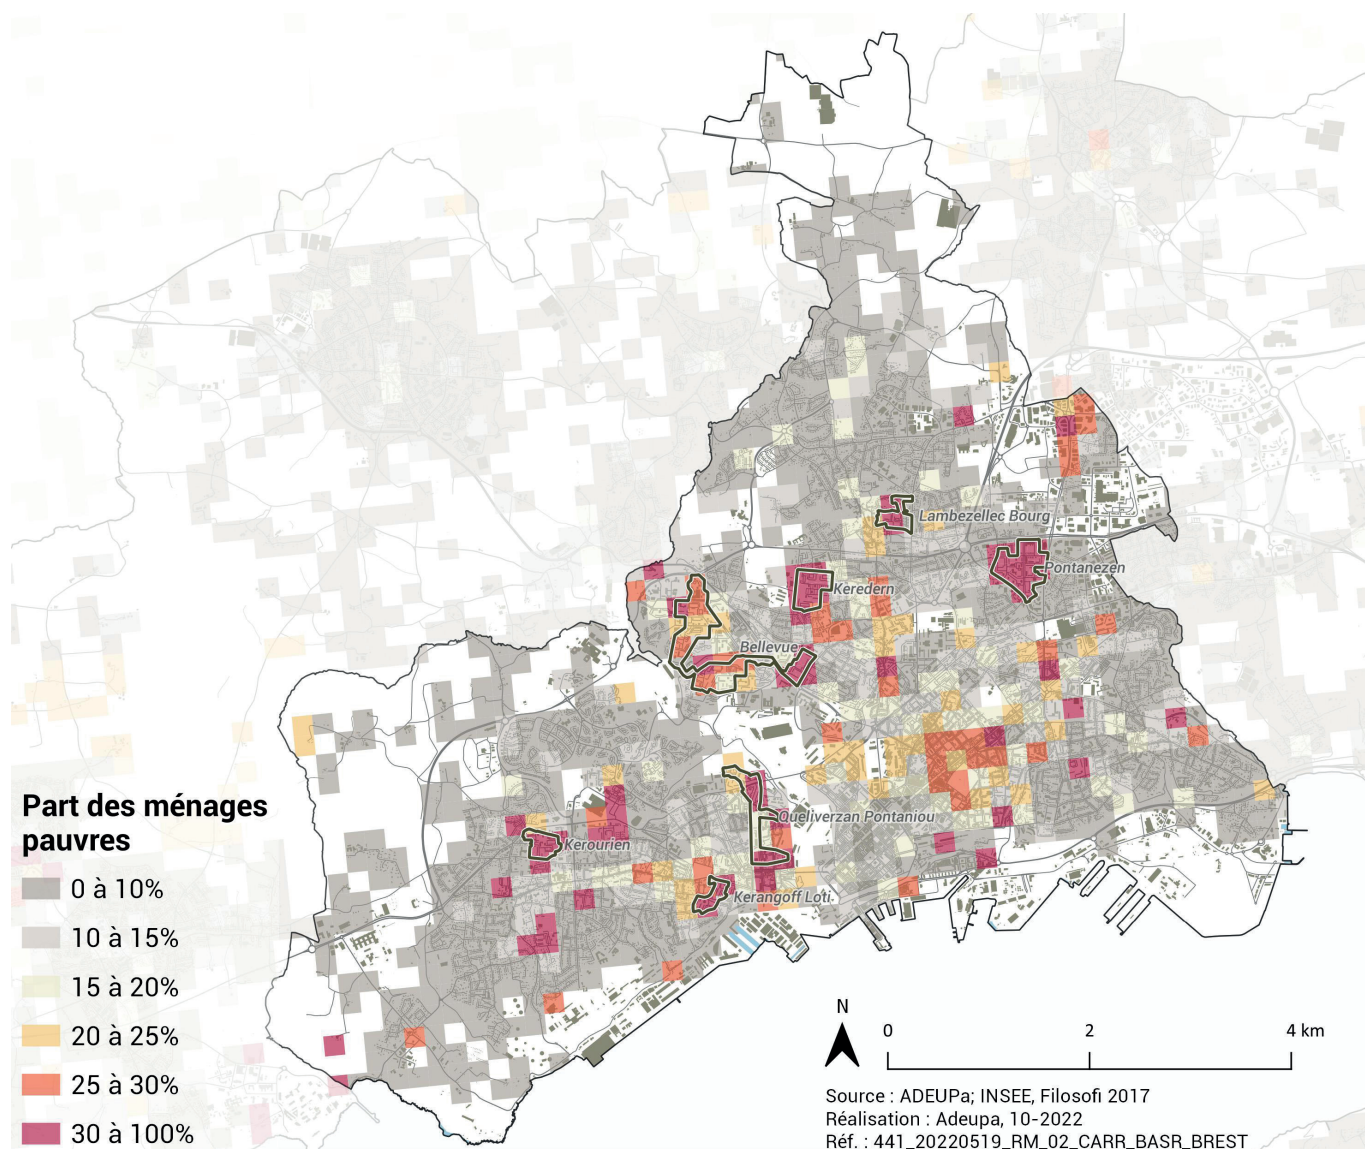 Lambezellec Bourg
Pontanezen
Keredern
Bellevue
Queliverzan Pontaniou
Kerourien
Kerangoff Loti
Part des ménages
pauvres
0 à 10%
10 à 15%
15 à 20%
20 à 25%
25 à 30%
30 à 100%
N
0 2 4 km
Source : ADEUPa; INSEE, Filosofi 2017
Réalisation : Adeupa, 10-2022
Réf. : 441_20220519_RM_02_CARR_BASR_BREST